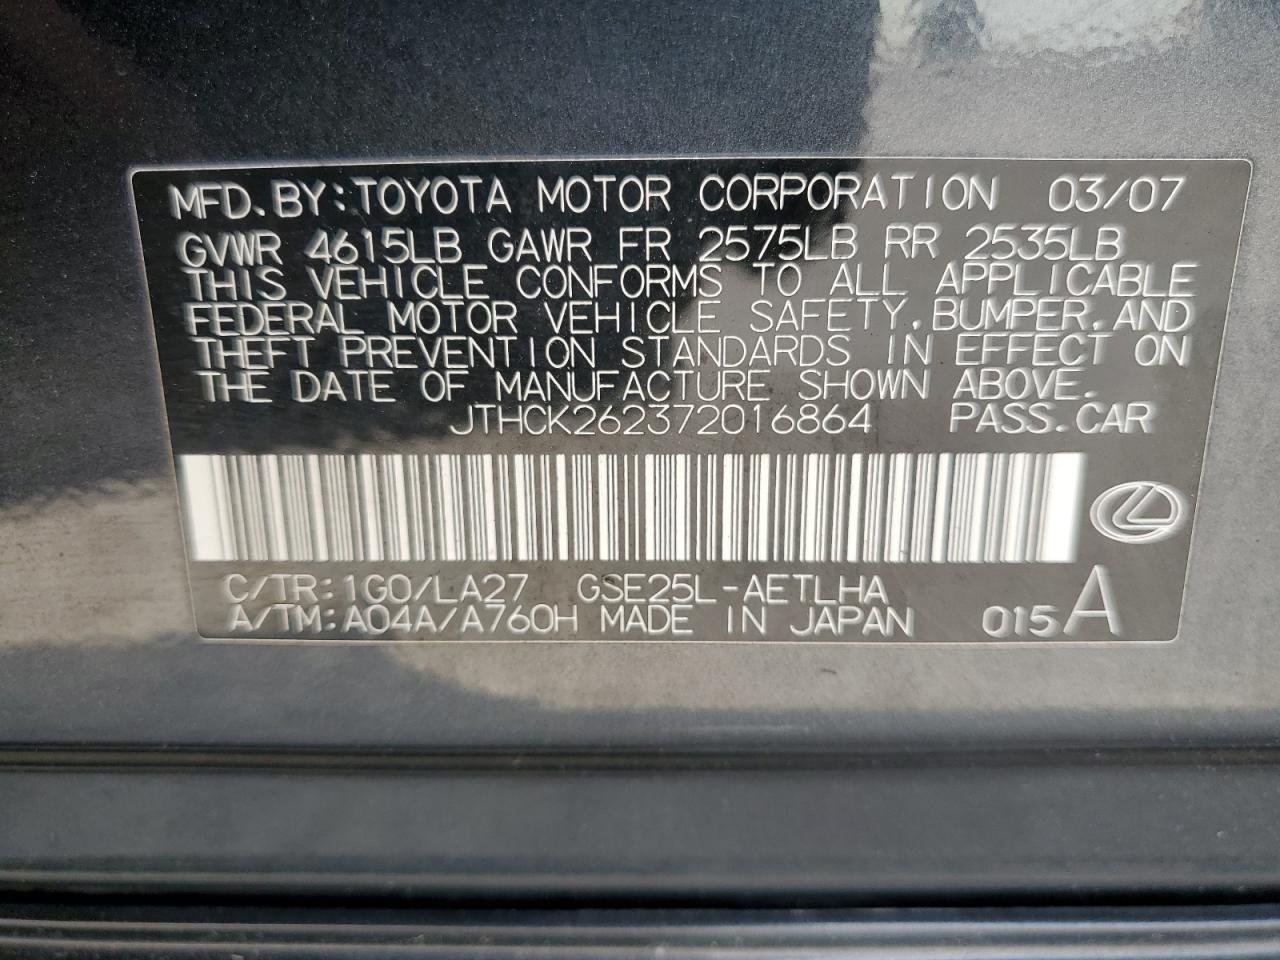 MFD. BY: TOYOTA MOTOR CORPORATION 03/07
GVWR 4615LB GAWR FR 2575LB RR 2535LB
THIS VEHICLE CONFORMS TO ALL APPLICABLE
FEDERAL MOTOR VEHICLE SAFETY, BUMPER, AND
THEFT PREVENTION STANDARDS IN EFFECT ON
THE DATE OF MANUFACTURE SHOWN ABOVE.
JTHCK262372016864 PASS. CAR
C/TR: 1G0/LA27 GSE25L-AETLHA
A/TM: A04A/A760H MADE IN JAPAN 015 A